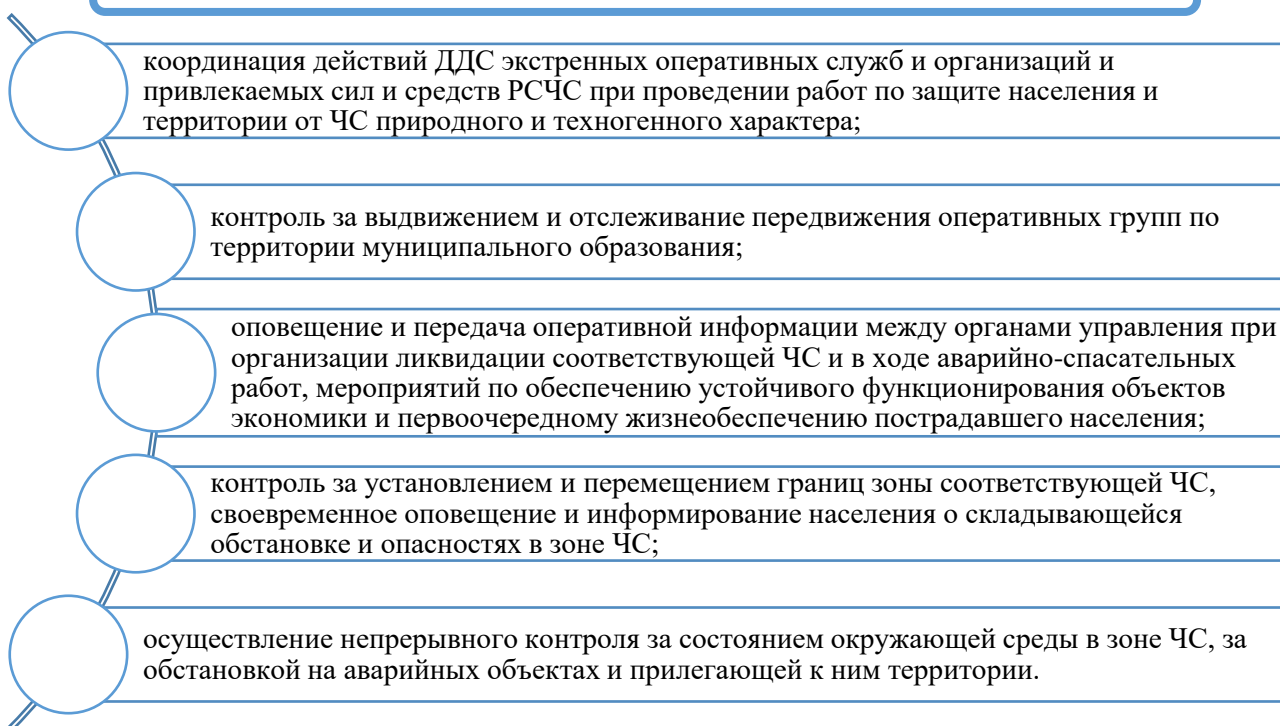 координация действий ДДС экстренных оперативных служб и организаций и
привлекаемых сил и средств РСЧС при проведении работ по защите населения и
территории от ЧС природного и техногенного характера;
контроль за выдвижением и отслеживание передвижения оперативных групп по
территории муниципального образования;
оповещение и передача оперативной информации между органами управления при
организации ликвидации соответствующей ЧС и в ходе аварийно-спасательных
работ, мероприятий по обеспечению устойчивого функционирования объектов
экономики и первоочередному жизнеобеспечению пострадавшего населения;
контроль за установлением и перемещением границ зоны соответствующей ЧС,
своевременное оповещение и информирование населения о складывающейся
обстановке и опасностях в зоне ЧС;
осуществление непрерывного контроля за состоянием окружающей среды в зоне ЧС, за
обстановкой на аварийных объектах и прилегающей к ним территории.